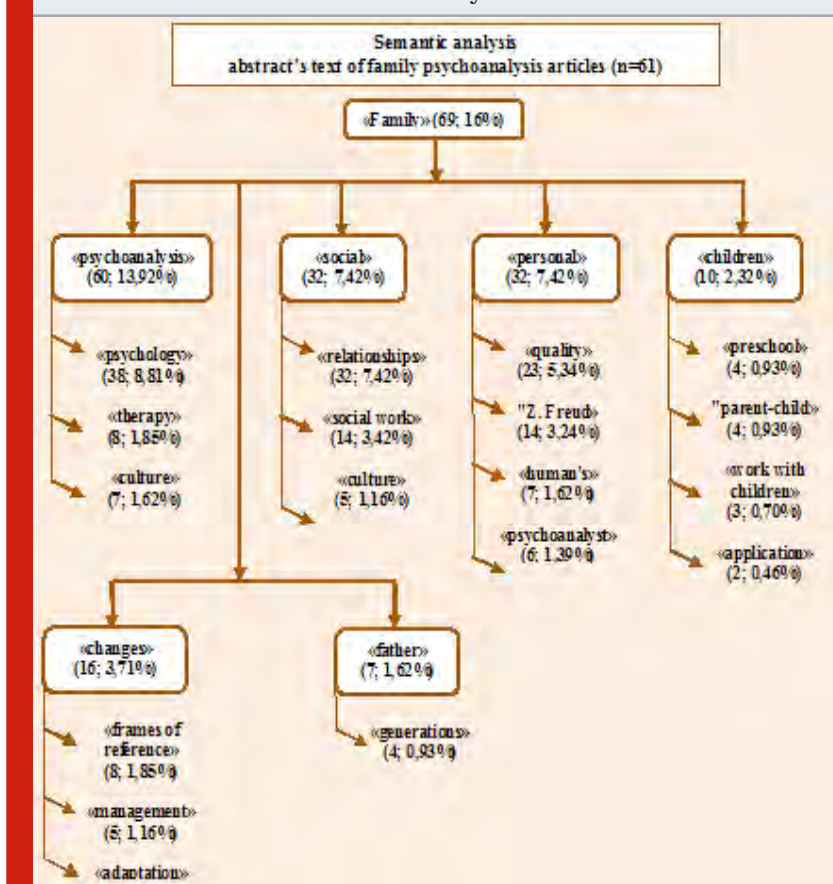 Semantic analysis
abstract's text of family psychoanalysis articles (n=61)
«Family» (69; 16%)
«psychoanalysis»
(60; 13,92%)
«social»
(32; 7,42%)
«personal»
(32; 7,42%)
«children»
(10; 2,32%)
«psychology»
(38; 8,81%)
«therapy»
(8; 1,85%)
«culture»
(7; 1,62%)
«relationships»
(32; 7,42%)
«social work»
(14; 3,42%)
«culture»
(5; 1,16%)
«quality»
(23; 5,34%)
"Z. Freud»
(14; 3,24%)
«human's»
(7; 1,62%)
«psychoanalyst»
(6; 1,39%)
«preschool»
(4; 0,93%)
"parent-child»
(4; 0,93%)
«work with
children»
(3; 0,70%)
«application»
(2; 0,46%)
«changes»
(16; 3,71%)
«father»
(7; 1,62%)
«frames of
reference»
(8; 1,85%)
«management»
(5; 1,16%)
«adaptation»
«generations»
(4; 0,93%)